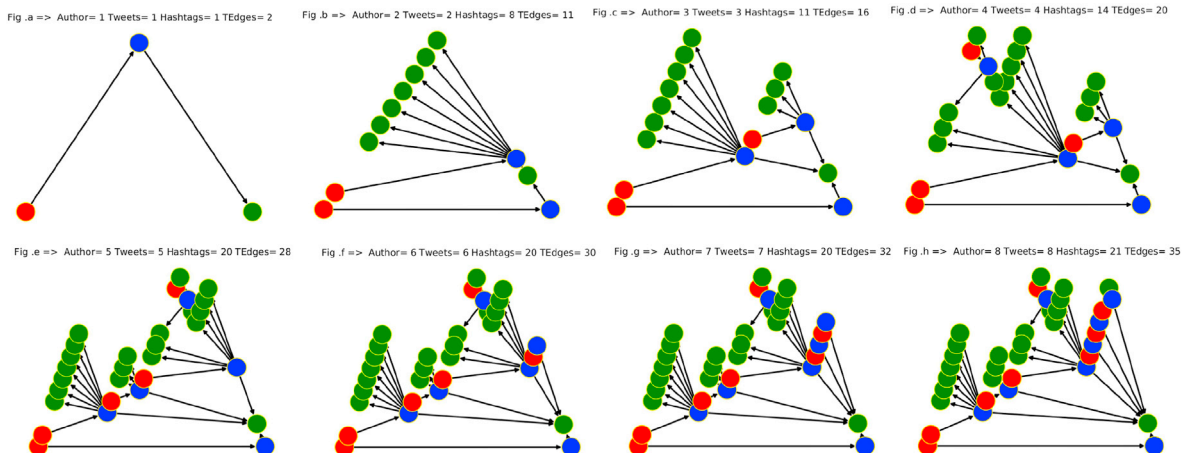 Fig .a => Author= 1 Tweets= 1 Hashtags= 1 TEdges= 2
Fig .b => Author= 2 Tweets= 2 Hashtags= 8 TEdges= 11
Fig .c => Author= 3 Tweets= 3 Hashtags= 11 TEdges= 16
Fig .d => Author= 4 Tweets= 4 Hashtags= 14 TEdges= 20
Fig .e => Author= 5 Tweets= 5 Hashtags= 20 TEdges= 28
Fig .f => Author= 6 Tweets= 6 Hashtags= 20 TEdges= 30
Fig .g => Author= 7 Tweets= 7 Hashtags= 20 TEdges= 32
Fig .h => Author= 8 Tweets= 8 Hashtags= 21 TEdges= 35